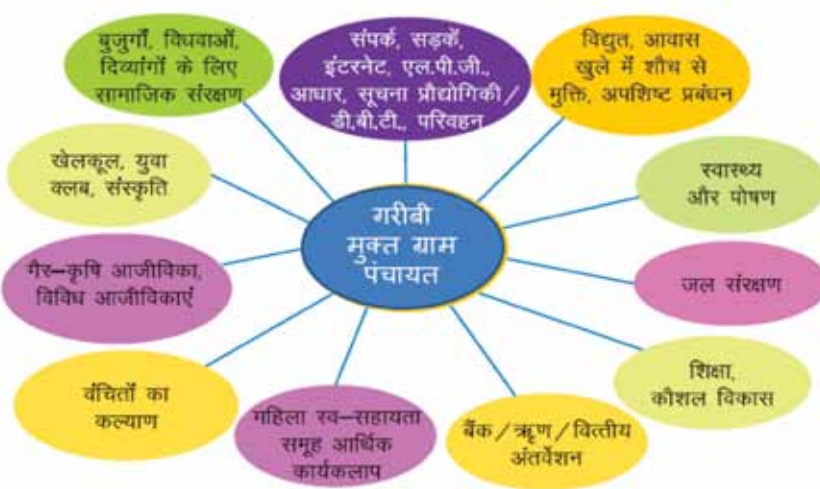 बुजुर्गों, विधवाओं,
दिव्यांगों के लिए
सामाजिक संरक्षण
संपर्क, सड़कें,
इंटरनेट, एल.पी.जी.,
आधार, सूचना प्रौद्योगिकी/
डी.बी.टी., परिवहन
विद्युत, आवास
खुले में शौच से
मुक्ति, अपशिष्ट प्रबंधन
खेलकूल, युवा
क्लब, संस्कृति
स्वास्थ्य
और पोषण
गरीबी
मुक्त ग्राम
पंचायत
गैर–कृषि आजीविका,
विविध आजीविकाएं
जल संरक्षण
वंचितों का
कल्याण
शिक्षा,
कौशल विकास
महिला स्व–सहायता
समूह आर्थिक
कार्यकलाप
बैंक/ऋण/वित्तीय
अंतर्वेशन